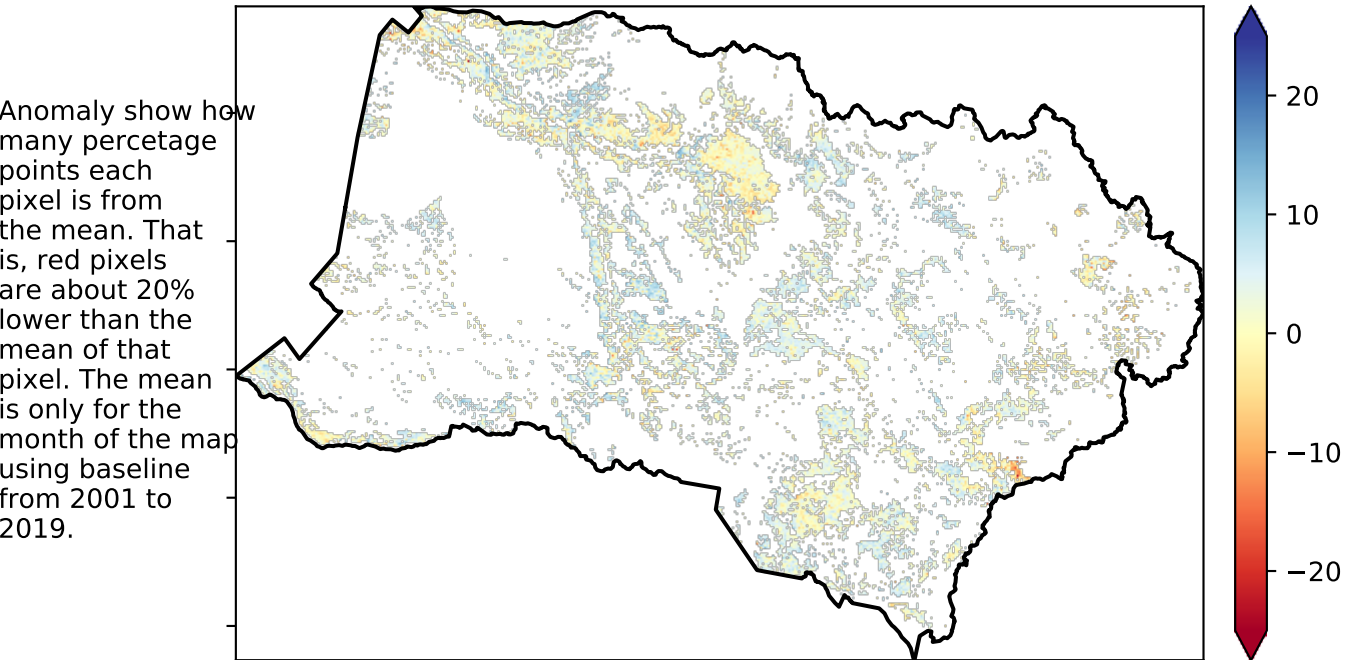 Anomaly show how
many percetage
points each
pixel is from
the mean. That
is, red pixels
are about 20%
lower than the
mean of that
pixel. The mean
is only for the
month of the map
using baseline
from 2001 to
2019.
20
10
0
−10
−20